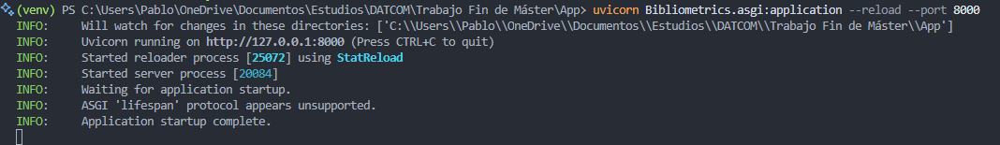 (venv) PS C:\Users\Pablo\OneDrive\Documentos\Estudios\DATCOM\Trabajo Fin de Máster\App> uvicorn Bibliometrics.asgi:application --reload --port 8000
INFO:     Will watch for changes in these directories: ['C:\\Users\\Pablo\\OneDrive\\Documentos\\Estudios\\DATCOM\\Trabajo Fin de Máster\\App']
INFO:     Uvicorn running on http://127.0.0.1:8000 (Press CTRL+C to quit)
INFO:     Started reloader process [25072] using StatReload
INFO:     Started server process [20084]
INFO:     Waiting for application startup.
INFO:     ASGI 'lifespan' protocol appears unsupported.
INFO:     Application startup complete.